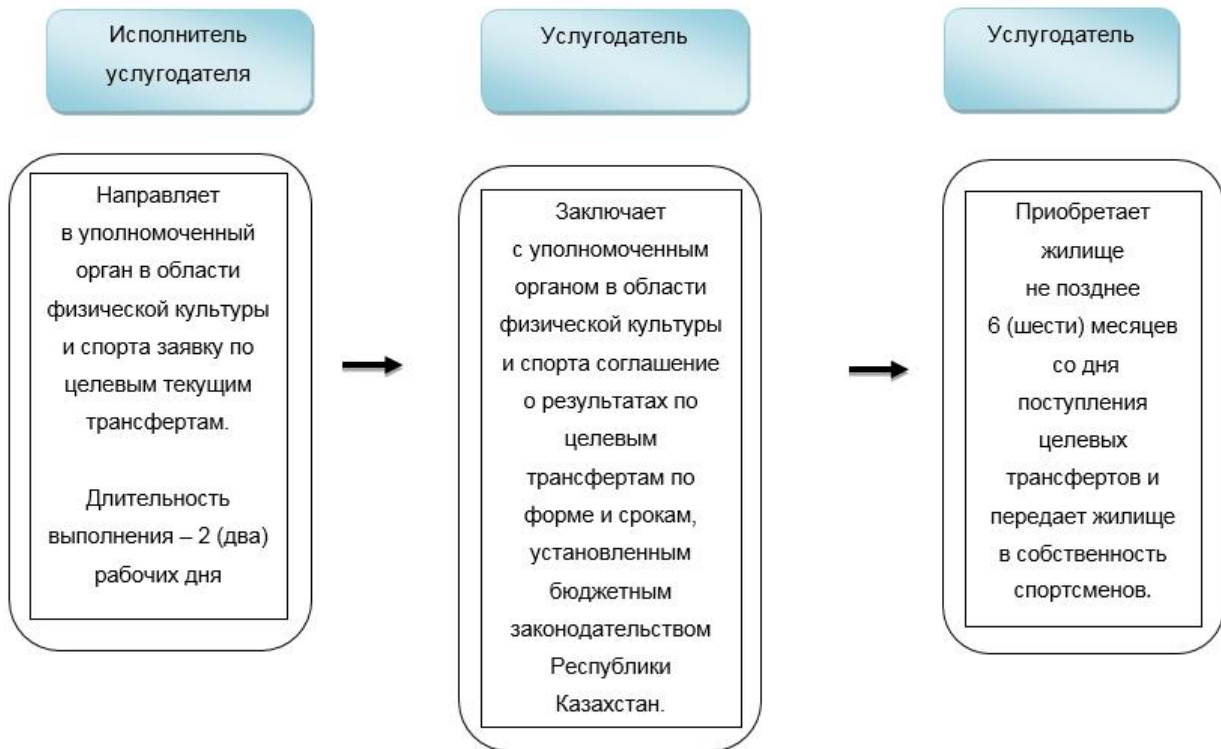 Исполнитель
услугодателя
Услугодатель
Услугодатель
Направляет
в уполномоченный
орган в области
физической культуры
и спорта заявку по
целевым текущим
трансфертам.
Длительность
выполнения – 2 (два)
рабочих дня
Заключает
с уполномоченным
органом в области
физической культуры
и спорта соглашение
о результатах по
целевым
трансфертам по
форме и срокам,
установленным
бюджетным
законодательством
Республики
Казахстан.
Приобретает
жилище
не позднее
6 (шести) месяцев
со дня
поступления
целевых
трансфертов и
передает жилище
в собственность
спортсменов.